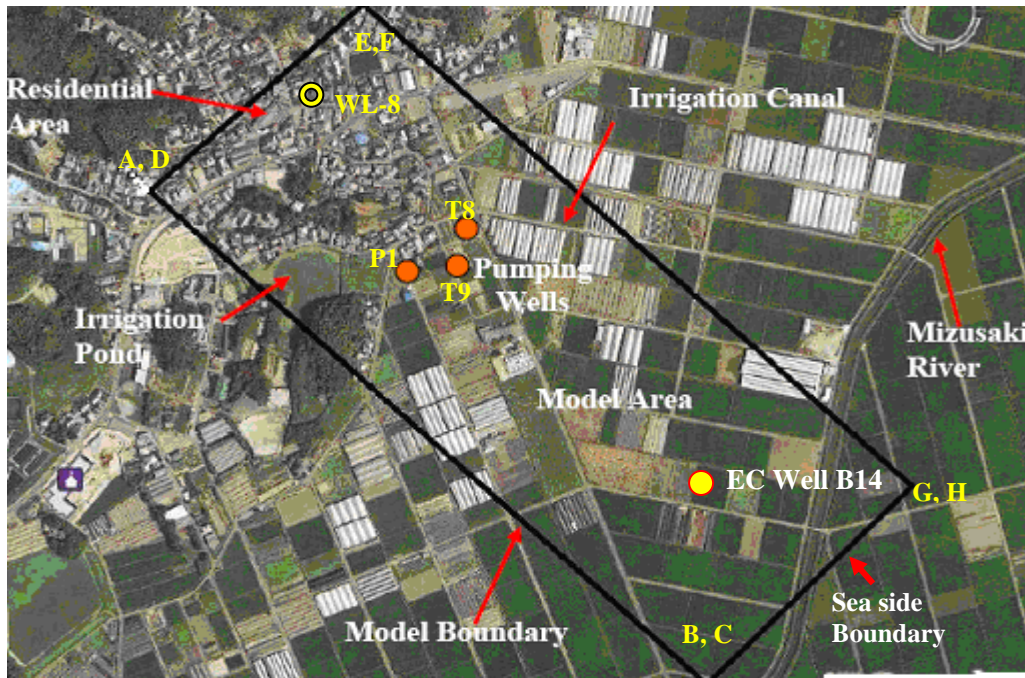 E,F
Residential
Area
WL-8
Irrigation Canal
A, D
T8
P1
T9
Pumping
Wells
Irrigation
Pond
Mizusaki
River
Model Area
EC Well B14
G, H
Sea side
Boundary
Model Boundary
B, C